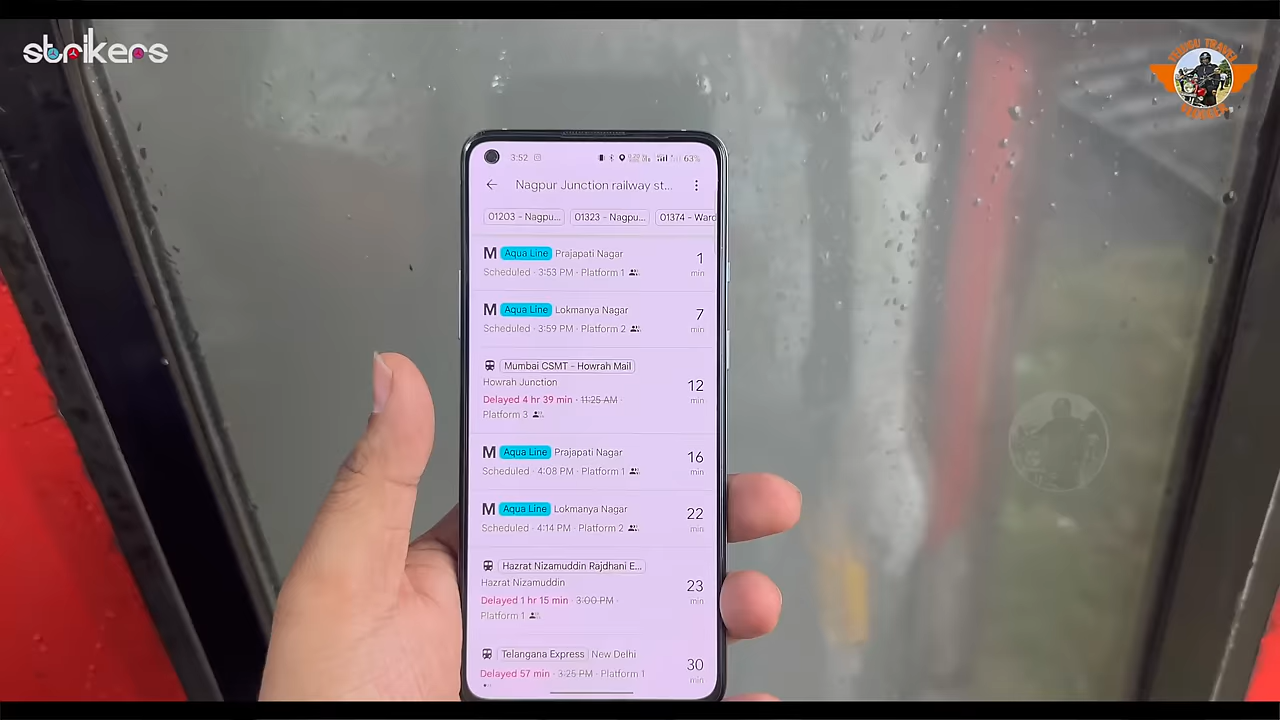 strikers
TELUGU TRAVEL
3:52
63%
Nagpur Junction railway st...
01203 - Nagpu...
01323 - Nagpu...
01374 - Ward
M Aqua Line Prajapati Nagar
1
Scheduled · 3:53 PM · Platform 1
min
M Aqua Line Lokmanya Nagar
7
Scheduled · 3:59 PM · Platform 2
min
Mumbai CSMT - Howrah Mail
Howrah Junction
12
Delayed 4 hr 39 min · 11:25 AM ·
min
Platform 3
M Aqua Line Prajapati Nagar
16
Scheduled · 4:08 PM · Platform 1
min
M Aqua Line Lokmanya Nagar
22
Scheduled · 4:14 PM · Platform 2
min
Hazrat Nizamuddin Rajdhani E...
Hazrat Nizamuddin
23
Delayed 1 hr 15 min · 3:00 PM ·
min
Platform 1
Telangana Express New Delhi
30
Delayed 57 min · 3:25 PM · Platform 1
min